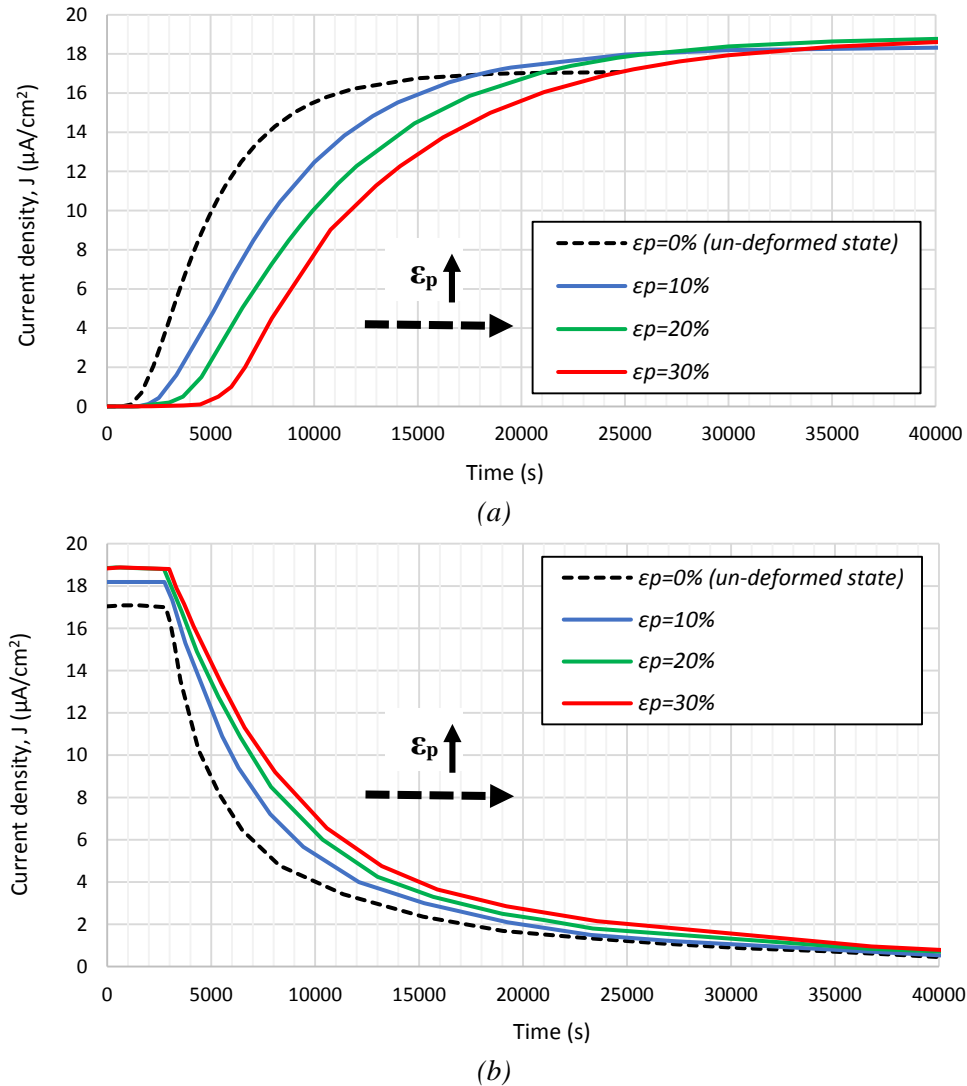 20
18
16
14
12
10
8
6
4
2
0
Current density, J (µA/cm²)
εp=0% (un-deformed state)
εp=10%
εp=20%
εp=30%
εp
0 5000 10000 15000 20000 25000 30000 35000 40000
Time (s)
(a)
20
18
16
14
12
10
8
6
4
2
0
Current density, J (µA/cm²)
εp=0% (un-deformed state)
εp=10%
εp=20%
εp=30%
εp
0 5000 10000 15000 20000 25000 30000 35000 40000
Time (s)
(b)